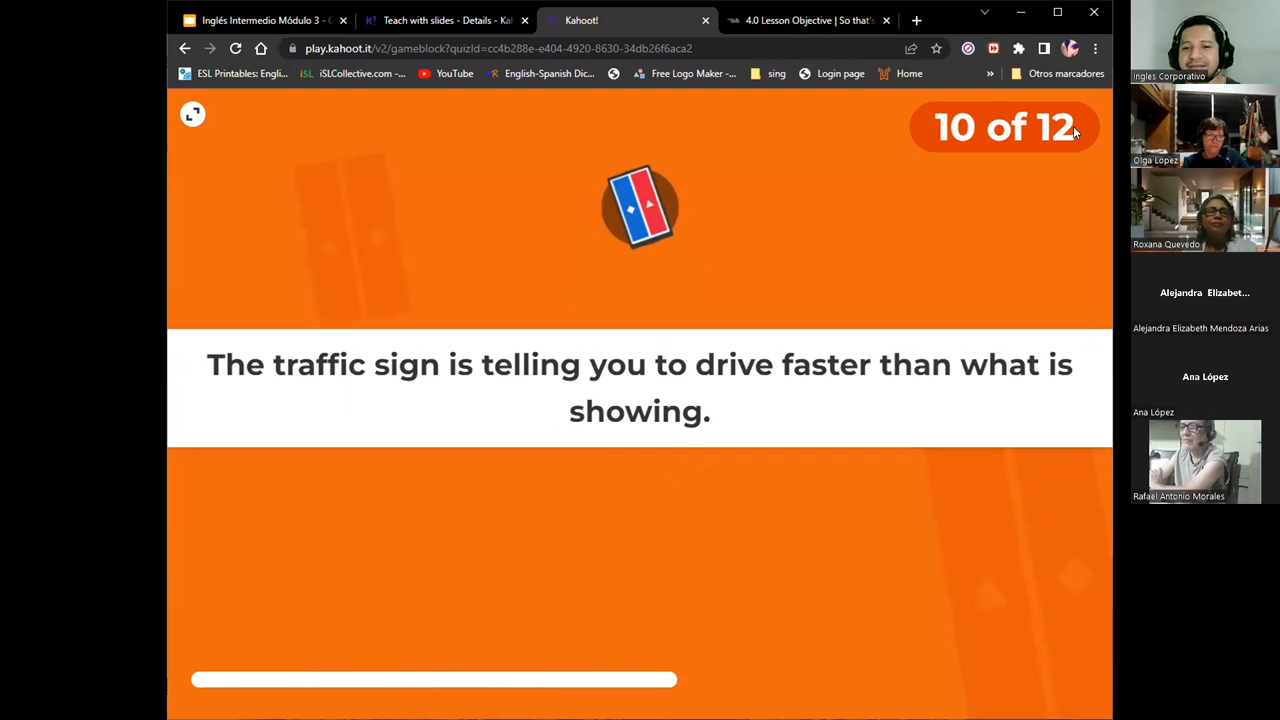 Inglés Intermedio Módulo 3 - G
Teach with slides - Details - Kah
Kahoot!
4.0 Lesson Objective | So that's
play.kahoot.it/v2/gameblock?quizId=cc4b288e-e404-4920-8630-34db26f6aca2
ESL Printables: Engli...
iSL iSLCollective.com -...
YouTube
English-Spanish Dic...
Free Logo Maker -...
sing
Login page
Home
»
Otros marcadores
10 of 12
The traffic sign is telling you to drive faster than what is
showing.
Ingles Corporativo
Olga Lopez
Roxana Quevedo
Alejandra Elizabet...
Alejandra Elizabeth Mendoza Arias
Ana López
Ana López
Rafael Antonio Morales